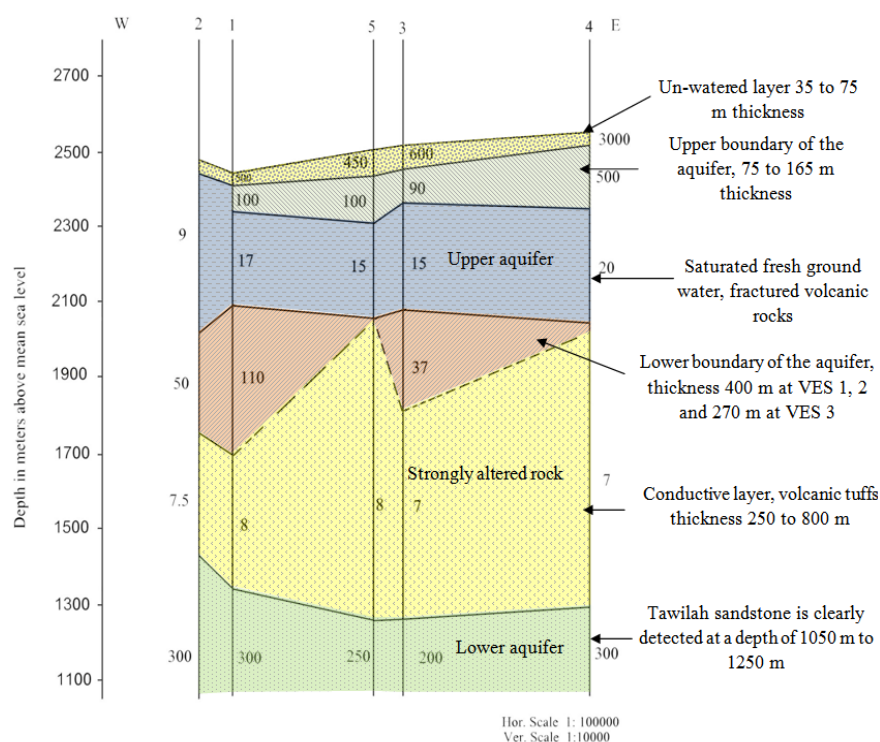 W 2 1 5 3 4 E
2700
Un-watered layer 35 to 75
m thickness
2500
500 450 600 3000
Upper boundary of the
aquifer, 75 to 165 m
thickness
100 100 90 500
2300
9 17 15 15 Upper aquifer 20
Saturated fresh ground
water, fractured volcanic
rocks
2100
Depth in meters above mean sea level
1900
50 110 37
Lower boundary of the aquifer,
thickness 400 m at VES 1, 2
and 270 m at VES 3
1700
Strongly altered rock
7.5 8 8 7 7
Conductive layer, volcanic tuffs
thickness 250 to 800 m
1500
1300
Tawilah sandstone is clearly
detected at a depth of 1050 m to
1250 m
300 300 250 200 Lower aquifer 300
1100
Hor. Scale 1: 100000
Ver. Scale 1:10000